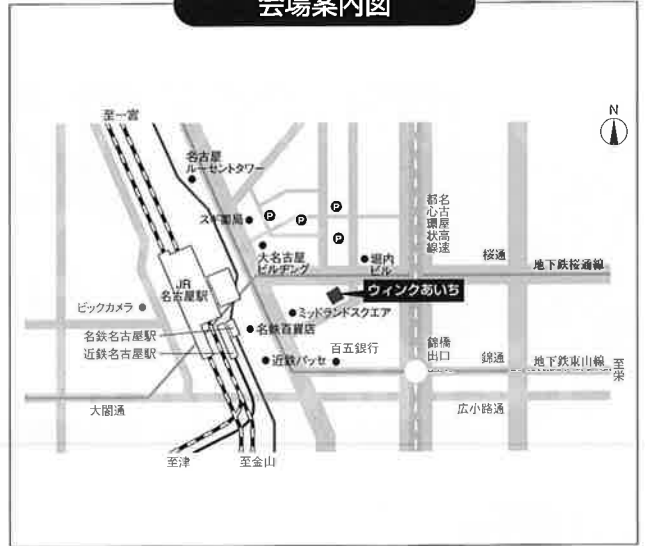 会場案内図
至一宮
N
名古屋
ルーセントタワー
スギ薬局
P
P
P
P
大名古屋
ビルヂング
堀内
ビル
名古屋高速
都心環状線
桜通
地下鉄桜通線
JR
名古屋駅
ウィンクあいち
ビックカメラ
ミッドランドスクエア
名鉄名古屋駅
名鉄百貨店
近鉄名古屋駅
近鉄パッセ
百五銀行
錦橋
出口
錦通
地下鉄東山線
至栄
太閤通
広小路通
至津
至金山